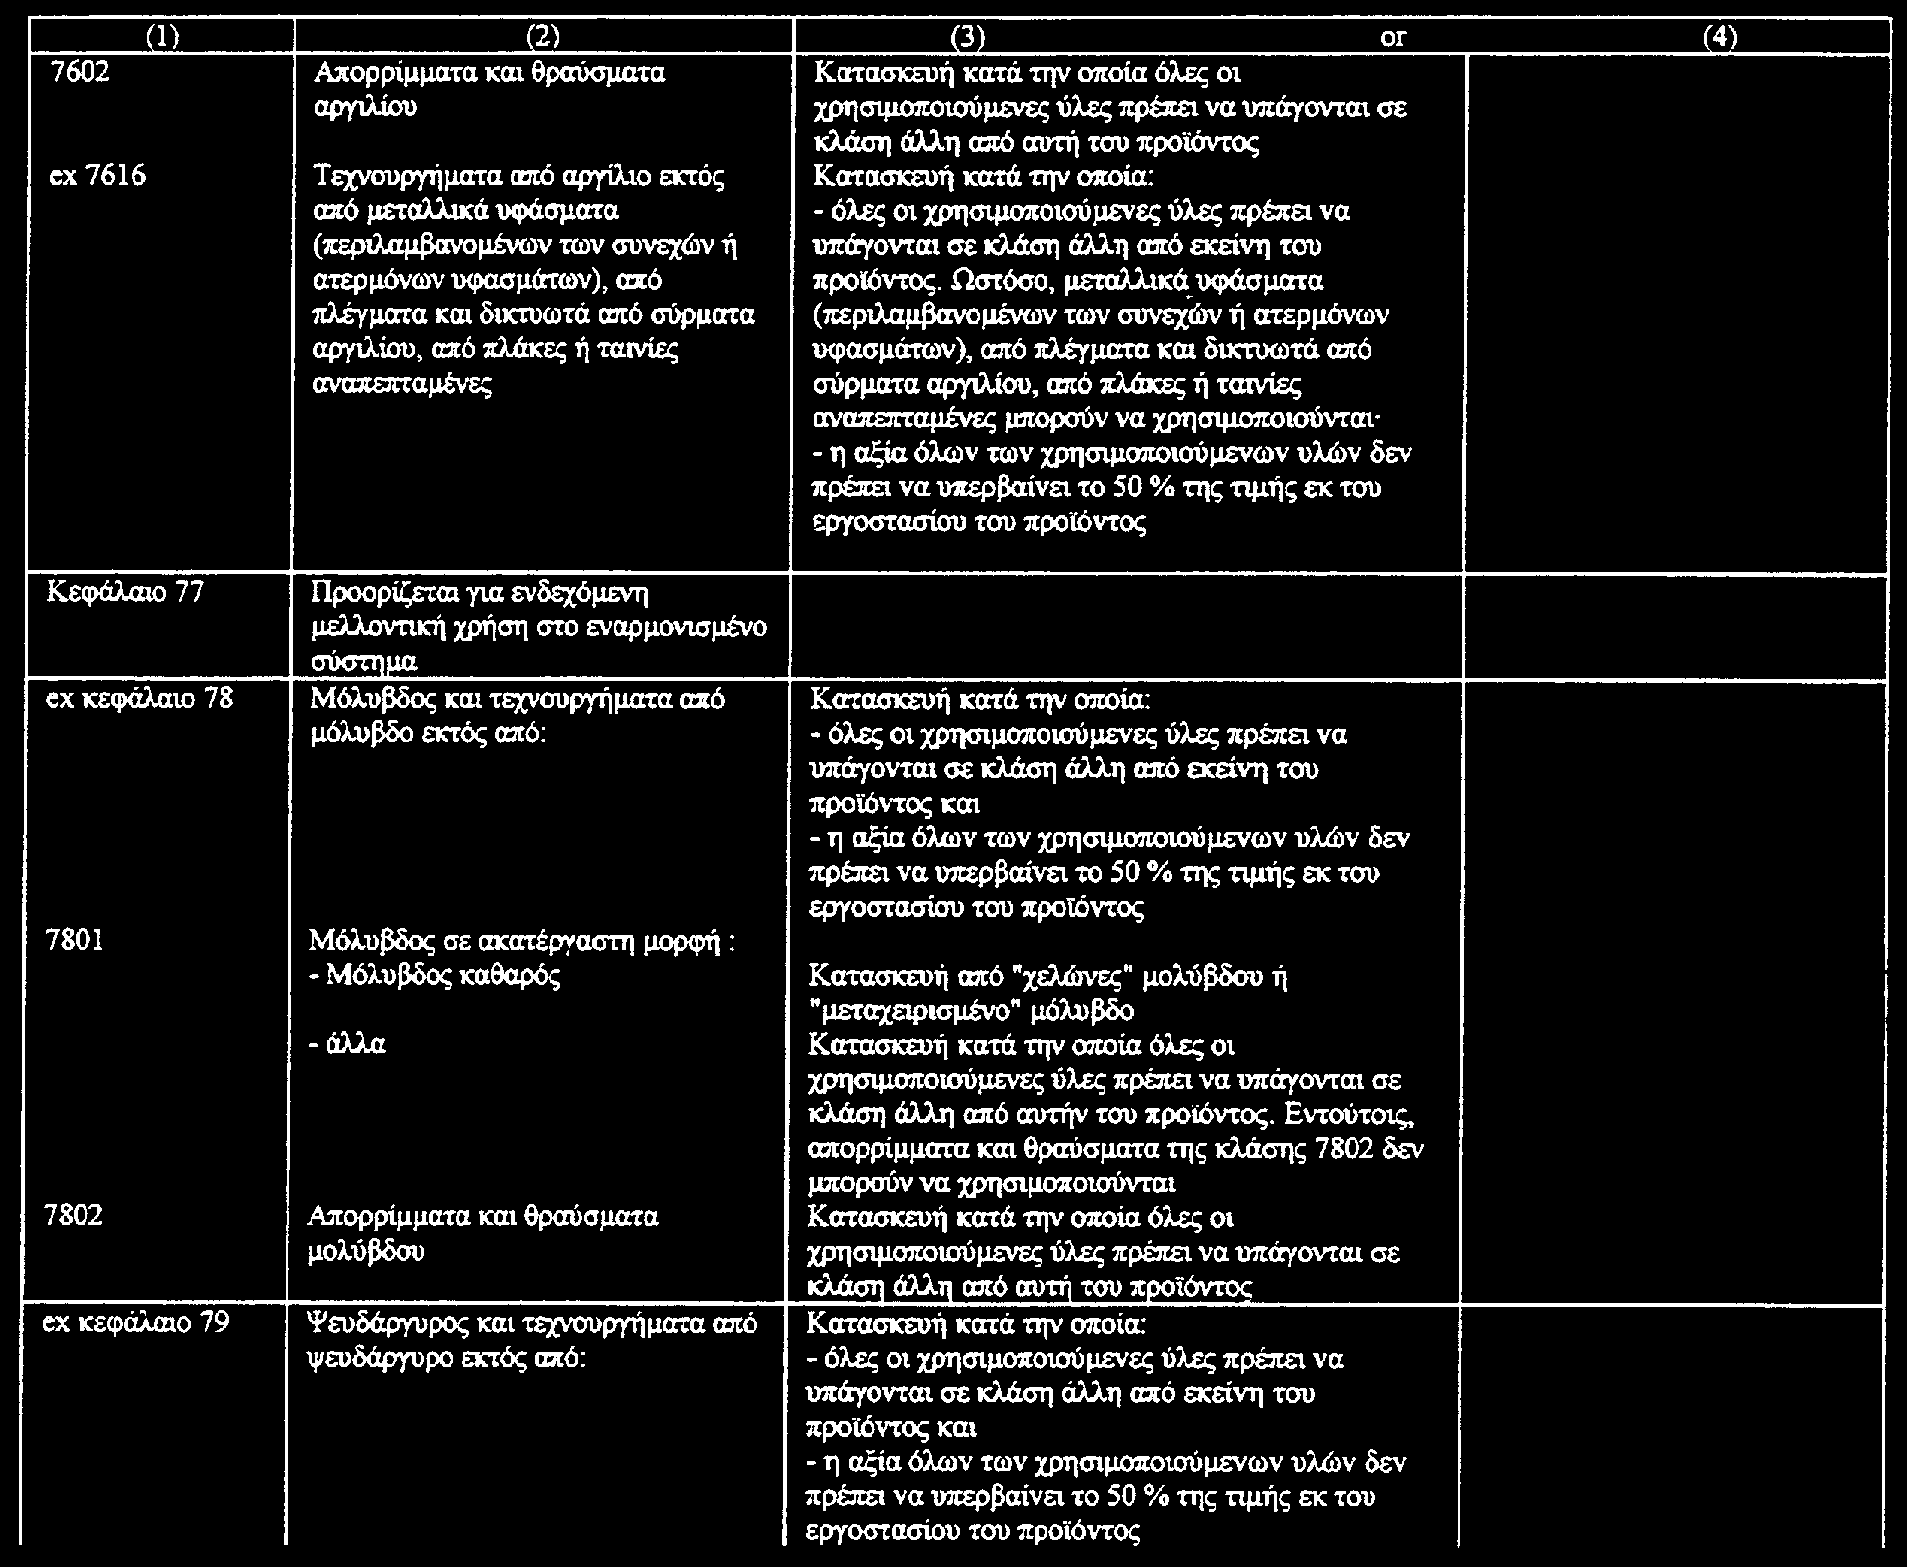 (1) (2) (3) or (4)
7602 Απορρίμματα και θραύσματα Κατασκευή κατά την οποία όλες οι
αργιλίου χρησιμοποιούμενες ύλες πρέπει να υπάγονται σε
κλάση άλλη από αυτή του προϊόντος
ex 7616 Τεχνουργήματα από αργίλιο εκτός Κατασκευή κατά την οποία:
από μεταλλικά υφάσματα - όλες οι χρησιμοποιούμενες ύλες πρέπει να
(περιλαμβανομένων των συνεχών ή υπάγονται σε κλάση άλλη από εκείνη του
ατερμόνων υφασμάτων), από προϊόντος. Ωστόσο, μεταλλικά υφάσματα
πλέγματα και δικτυωτά από σύρματα (περιλαμβανομένων των συνεχών ή ατερμόνων
αργιλίου, από πλάκες ή ταινίες υφασμάτων), από πλέγματα και δικτυωτά από
αναπεπταμένες σύρματα αργιλίου, από πλάκες ή ταινίες
αναπεπταμένες μπορούν να χρησιμοποιούνται·
- η αξία όλων των χρησιμοποιούμενων υλών δεν
πρέπει να υπερβαίνει το 50 % της τιμής εκ του
εργοστασίου του προϊόντος
Κεφάλαιο 77 Προορίζεται για ενδεχόμενη
μελλοντική χρήση στο εναρμονισμένο
σύστημα
ex κεφάλαιο 78 Μόλυβδος και τεχνουργήματα από Κατασκευή κατά την οποία:
μόλυβδο εκτός από: - όλες οι χρησιμοποιούμενες ύλες πρέπει να
υπάγονται σε κλάση άλλη από εκείνη του
προϊόντος και
- η αξία όλων των χρησιμοποιούμενων υλών δεν
πρέπει να υπερβαίνει το 50 % της τιμής εκ του
εργοστασίου του προϊόντος
7801 Μόλυβδος σε ακατέργαστη μορφή :
- Μόλυβδος καθαρός Κατασκευή από "χελώνες" μολύβδου ή
"μεταχειρισμένο" μόλυβδο
- άλλα Κατασκευή κατά την οποία όλες οι
χρησιμοποιούμενες ύλες πρέπει να υπάγονται σε
κλάση άλλη από αυτήν του προϊόντος. Εντούτοις,
απορρίμματα και θραύσματα της κλάσης 7802 δεν
μπορούν να χρησιμοποιούνται
7802 Απορρίμματα και θραύσματα Κατασκευή κατά την οποία όλες οι
μολύβδου χρησιμοποιούμενες ύλες πρέπει να υπάγονται σε
κλάση άλλη από αυτή του προϊόντος
ex κεφάλαιο 79 Ψευδάργυρος και τεχνουργήματα από Κατασκευή κατά την οποία:
ψευδάργυρο εκτός από: - όλες οι χρησιμοποιούμενες ύλες πρέπει να
υπάγονται σε κλάση άλλη από εκείνη του
προϊόντος και
- η αξία όλων των χρησιμοποιούμενων υλών δεν
πρέπει να υπερβαίνει το 50 % της τιμής εκ του
εργοστασίου του προϊόντος